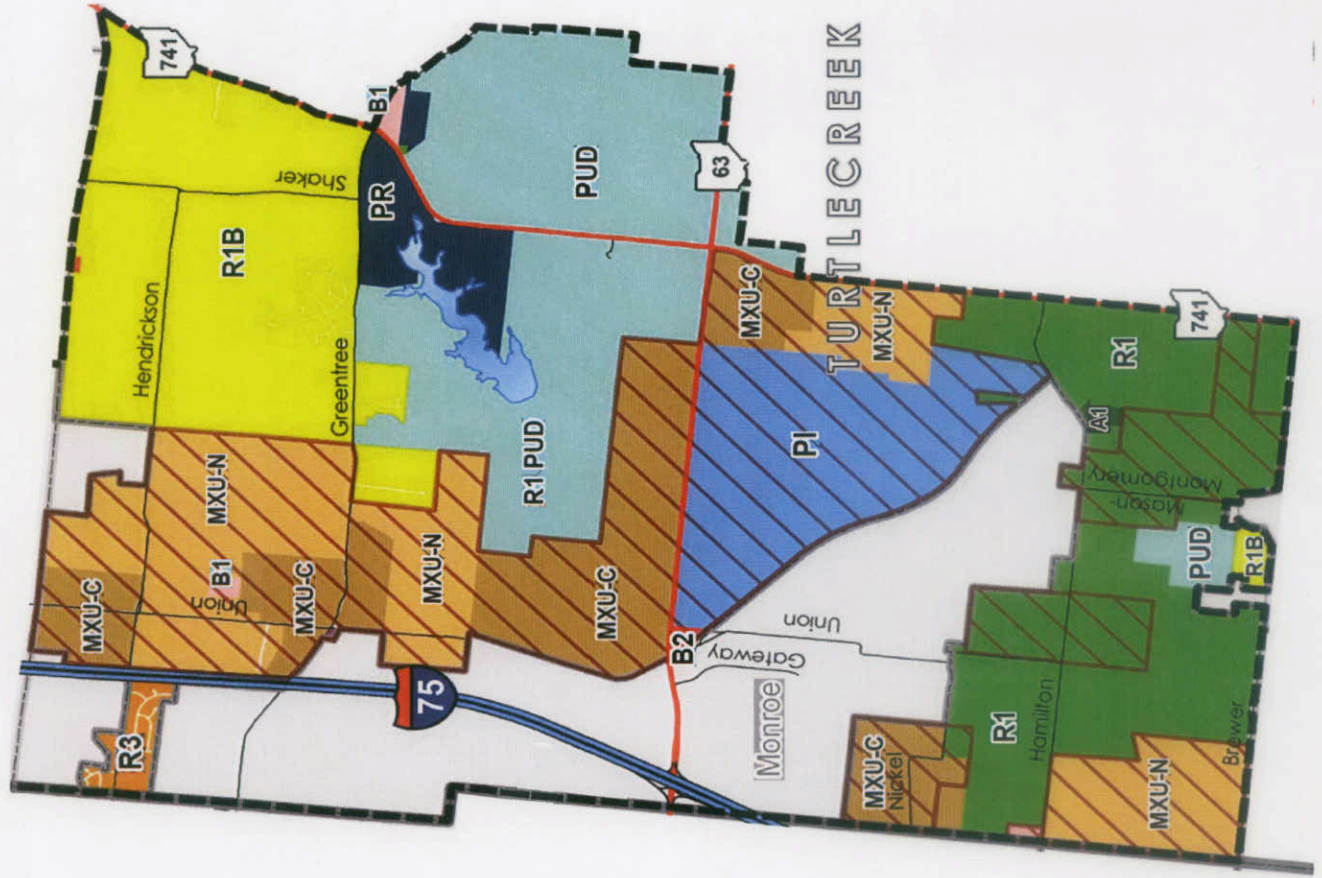 741
B1
Shaker
PR
PUD
63
TURTLECREEK
R1B
Hendrickson
Greentree
MXU-C
MXU-N
741
R1
A1
Mason-
Montgomery
PI
R1 PUD
MXU-N
B1
Union
MXU-C
MXU-C
MXU-N
MXU-C
B2
Gateway
Union
PUD
R1B
R3
75
Monroe
MXU-C
Nickel
R1
Hamilton
MXU-N
Brewer